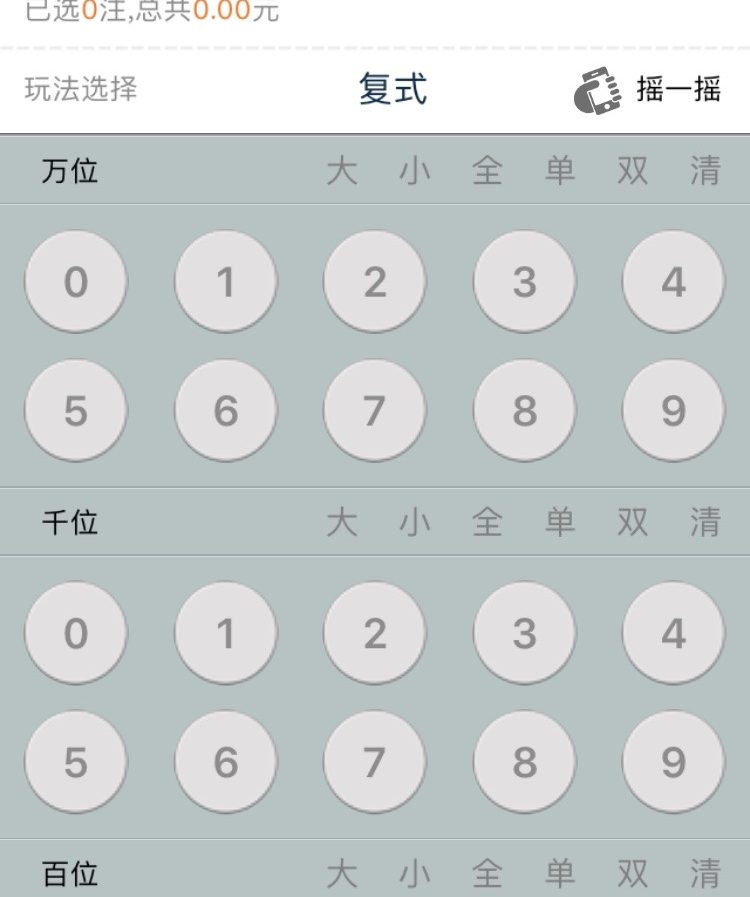 已选0注,总共0.00元
玩法选择 复式 摇一摇
万位 大 小 全 单 双 清
0 1 2 3 4
5 6 7 8 9
千位 大 小 全 单 双 清
0 1 2 3 4
5 6 7 8 9
百位 大 小 全 单 双 清